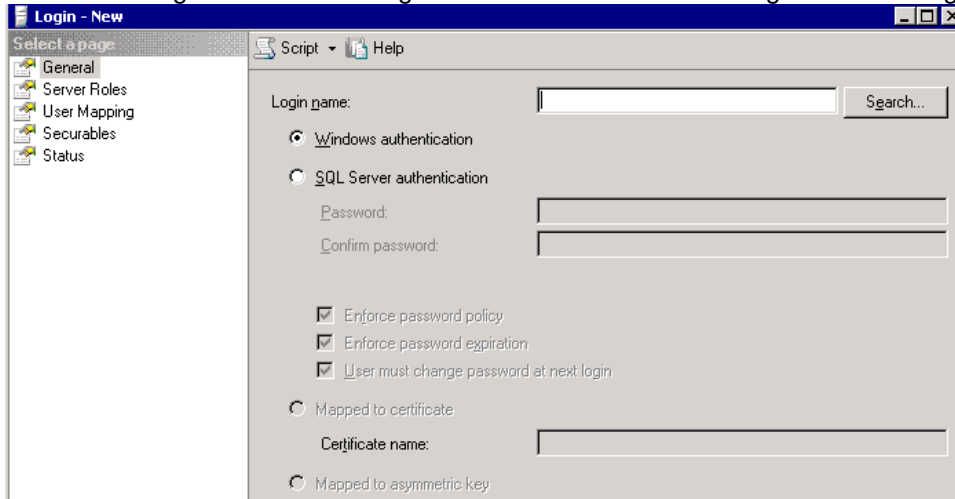 Login - New
Select a page
General
Server Roles
User Mapping
Securables
Status
Script Help
Login name:
Search...
Windows authentication
SQL Server authentication
Password:
Confirm password:
Enforce password policy
Enforce password expiration
User must change password at next login
Mapped to certificate
Certificate name:
Mapped to asymmetric key